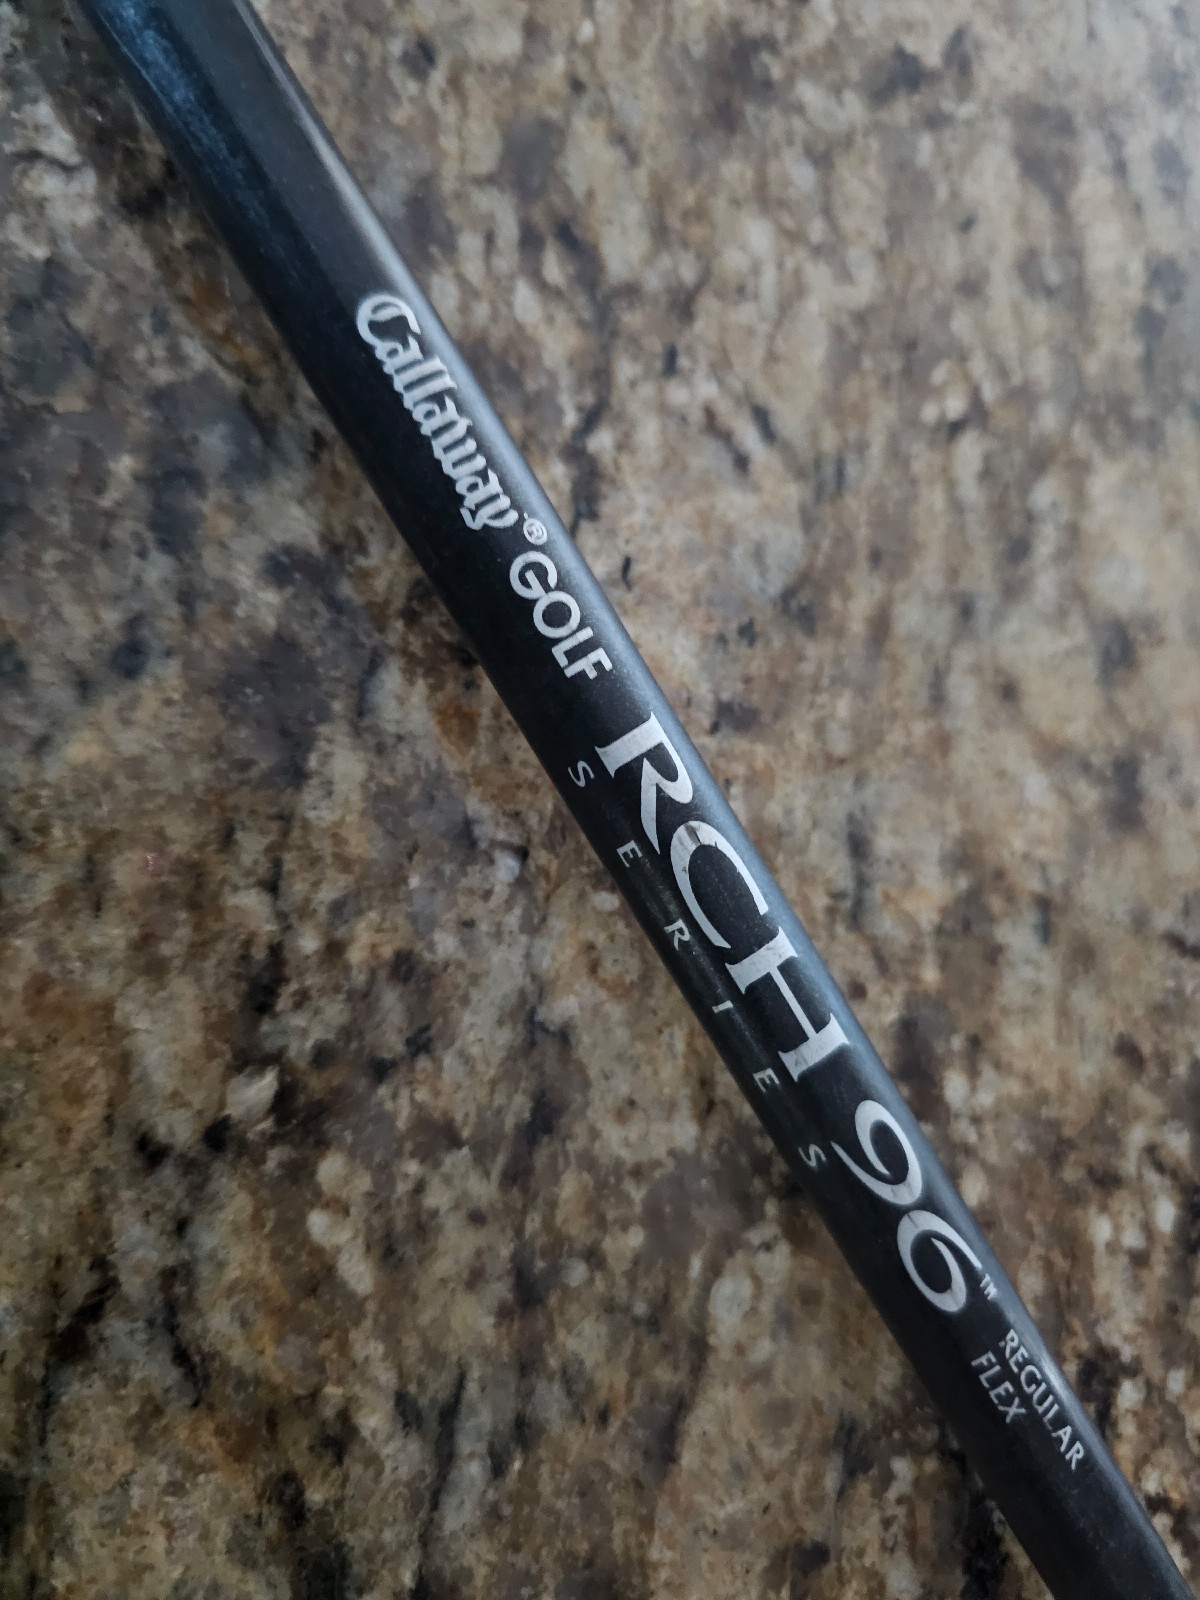 Callaway® GOLF
RCH 96™
SERIES
REGULAR
FLEX